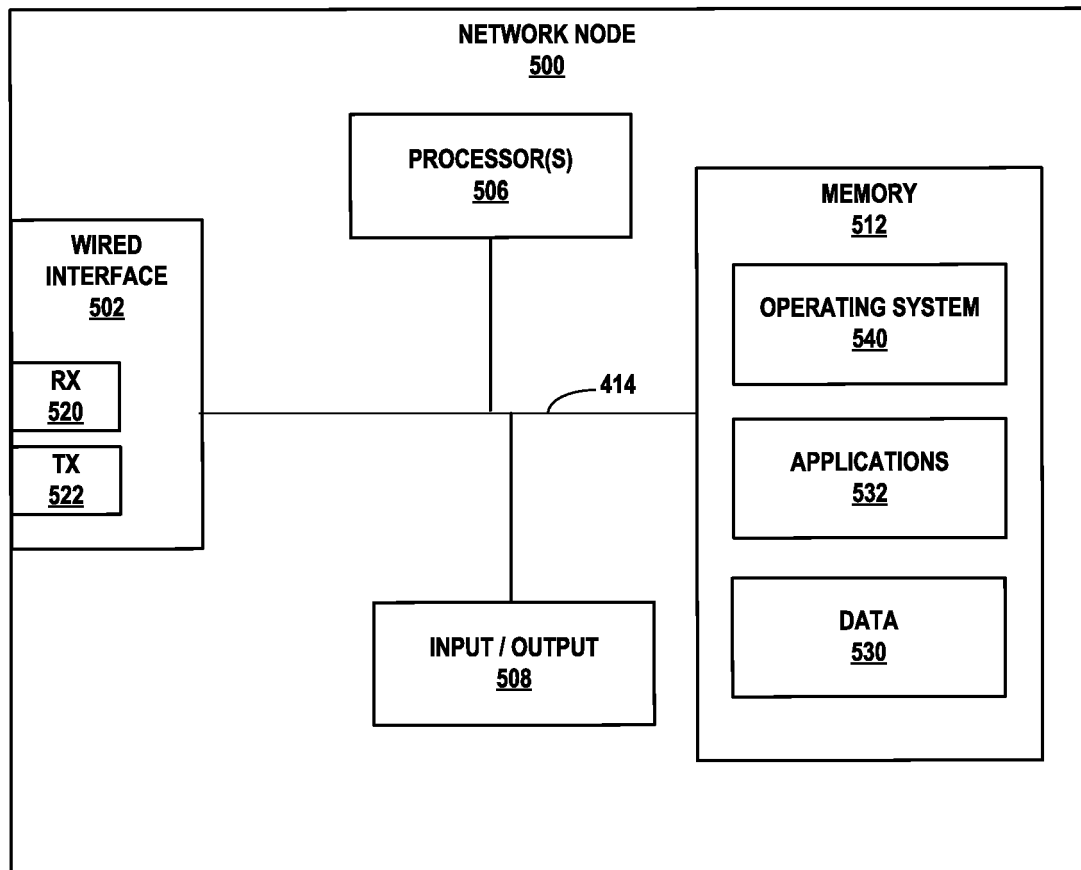 NETWORK NODE
500
PROCESSOR(S)
506
MEMORY
512
WIRED
INTERFACE
502
OPERATING SYSTEM
540
RX
520
414
TX
522
APPLICATIONS
532
INPUT / OUTPUT
508
DATA
530